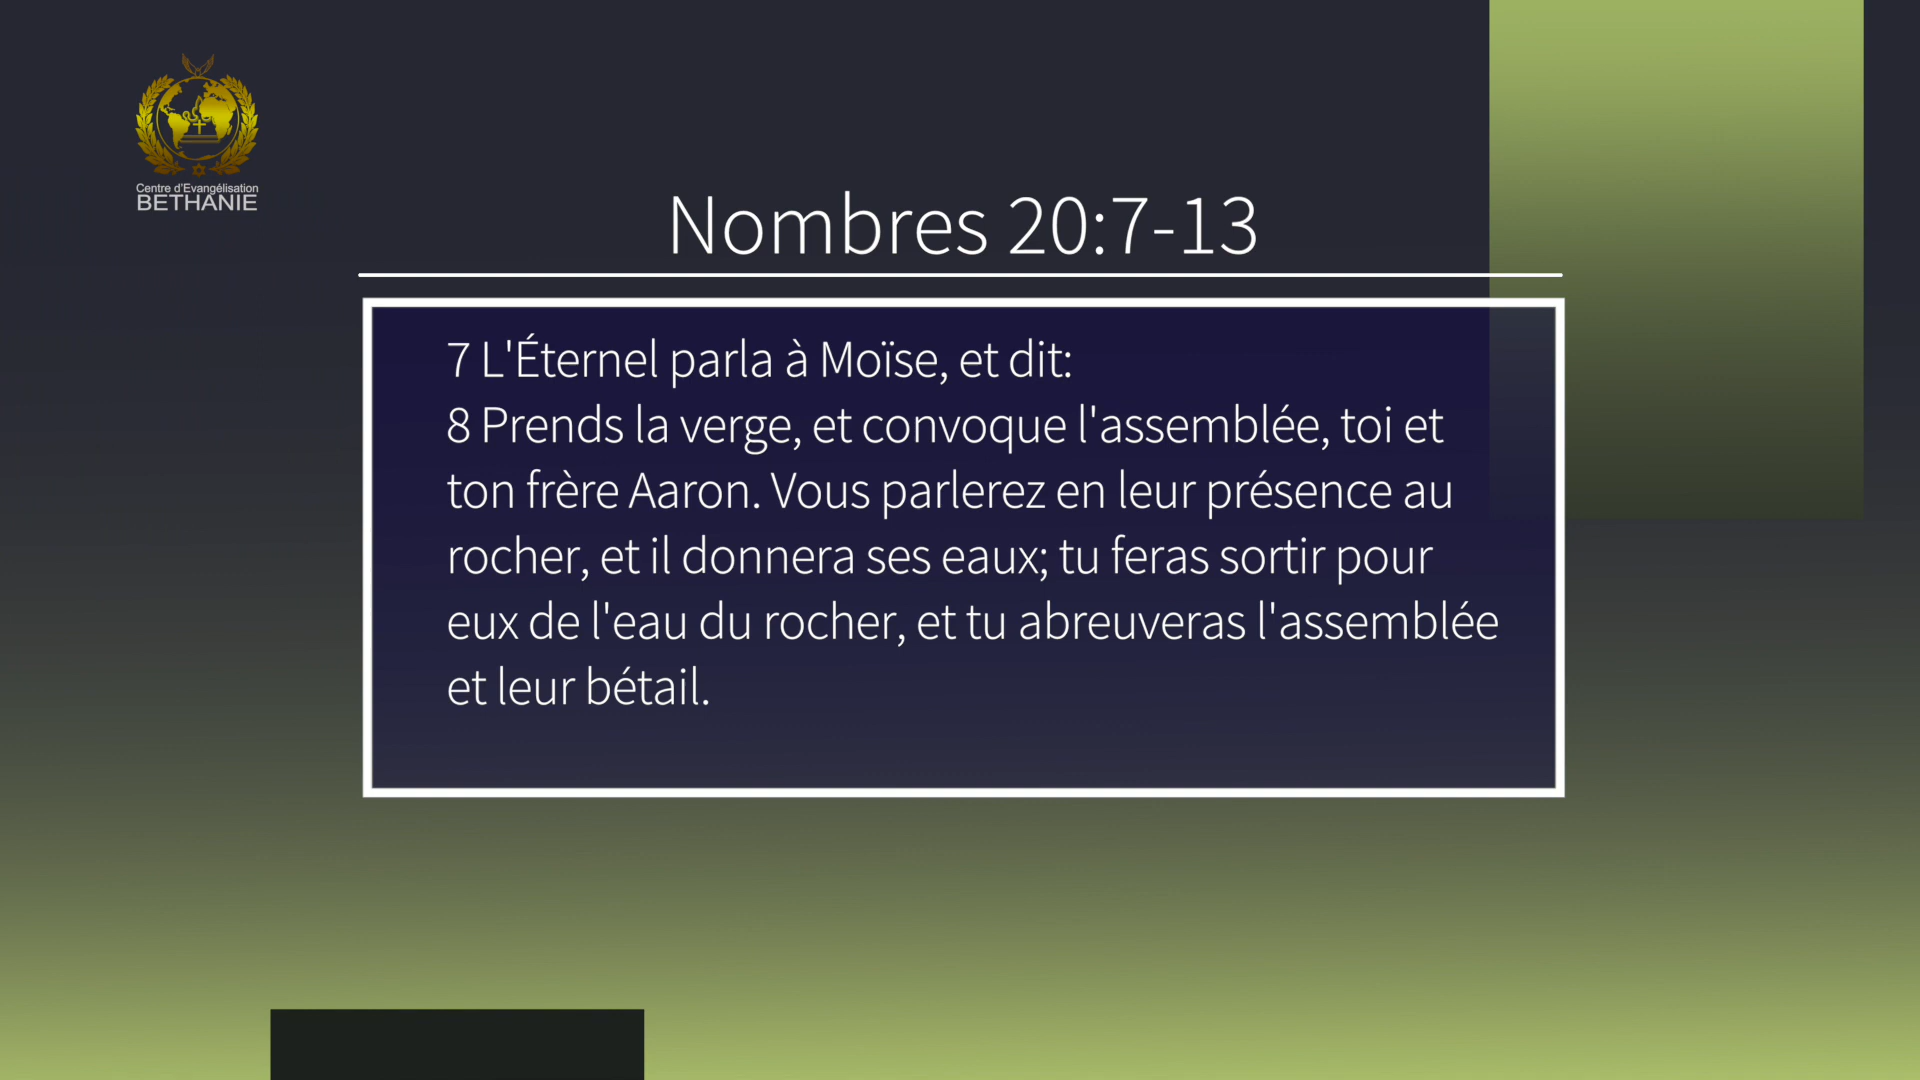 Centre d'Evangélisation
BETHANIE
Nombres 20:7-13
7 L'Éternel parla à Moïse, et dit:
8 Prends la verge, et convoque l'assemblée, toi et
ton frère Aaron. Vous parlerez en leur présence au
rocher, et il donnera ses eaux; tu feras sortir pour
eux de l'eau du rocher, et tu abreuveras l'assemblée
et leur bétail.